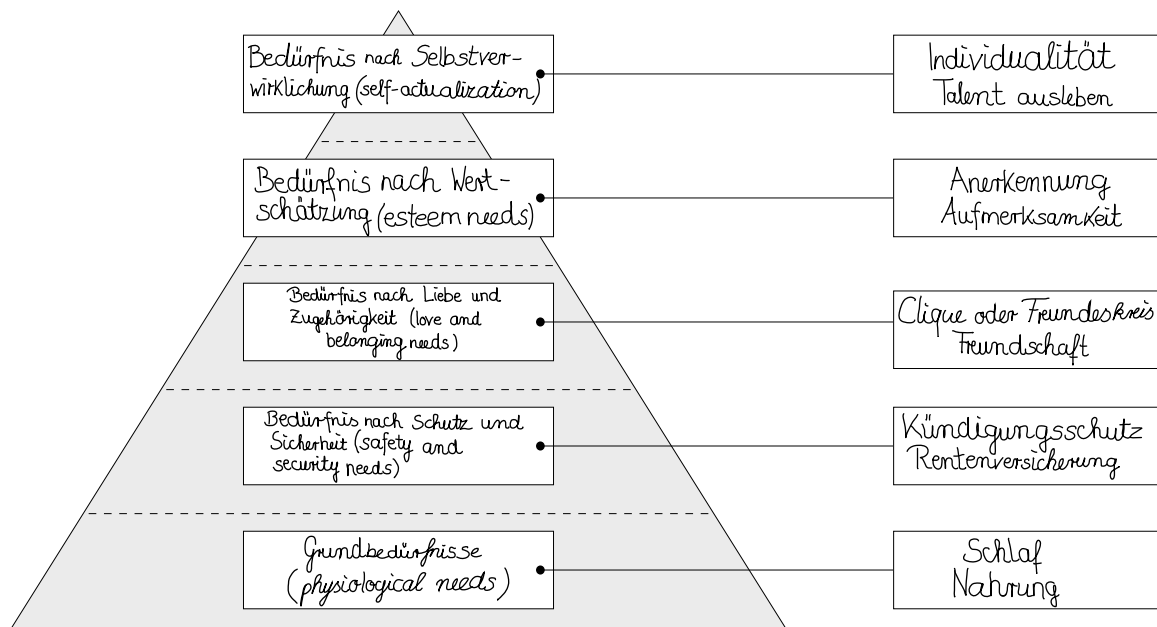 Bedürfnis nach Selbstver-
wirklichung (self-actualization)
Individualität
Talent ausleben
Bedürfnis nach Wert-
schätzung (esteem needs)
Anerkennung
Aufmerksamkeit
Bedürfnis nach Liebe und
Zugehörigkeit (love and
belonging needs)
Clique oder Freundeskreis
Freundschaft
Bedürfnis nach Schutz und
Sicherheit (safety and
security needs)
Kündigungsschutz
Rentenversicherung
Grundbedürfnisse
(physiological needs)
Schlaf
Nahrung